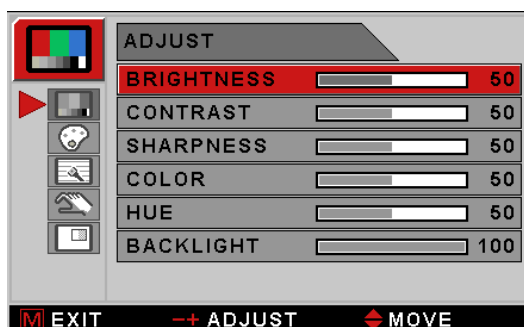 ADJUST
BRIGHTNESS 50
CONTRAST 50
SHARPNESS 50
COLOR 50
HUE 50
BACKLIGHT 100
M EXIT -+ ADJUST MOVE